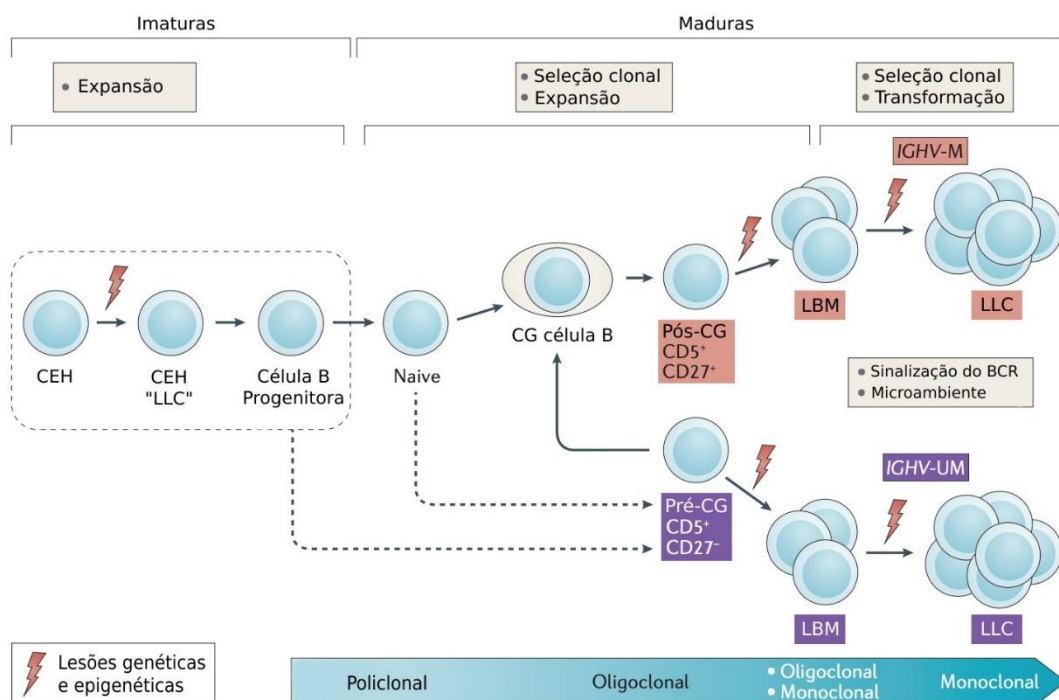 Imaturas
Maduras
• Expansão
• Seleção clonal
• Expansão
• Seleção clonal
• Transformação
IGHV-M
LBM
LLC
CEH
CEH
"LLC"
Célula B
Progenitora
Naive
CG célula B
Pós-CG
CD5⁺
CD27⁺
• Sinalização do BCR
• Microambiente
Pré-CG
CD5⁺
CD27⁻
IGHV-UM
LBM
LLC
Lesões genéticas
e epigenéticas
Policlonal
Oligoclonal
• Oligoclonal
• Monoclonal
Monoclonal